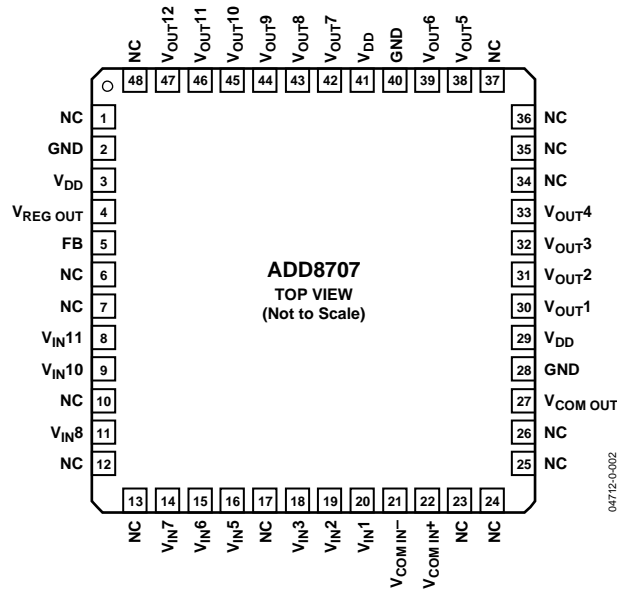 NC
VOUT12
VOUT11
VOUT10
VOUT9
VOUT8
VOUT7
VDD
GND
VOUT6
VOUT5
NC
48 47 46 45 44 43 42 41 40 39 38 37
NC 1
GND 2
VDD 3
VREG OUT 4
FB 5
NC 6
NC 7
VIN11 8
VIN10 9
NC 10
VIN8 11
NC 12
ADD8707
TOP VIEW
(Not to Scale)
36 NC
35 NC
34 NC
33 VOUT4
32 VOUT3
31 VOUT2
30 VOUT1
29 VDD
28 GND
27 VCOM OUT
26 NC
25 NC
13 14 15 16 17 18 19 20 21 22 23 24
NC
VIN7
VIN6
VIN5
NC
VIN3
VIN2
VIN1
VCOM IN–
VCOM IN+
NC
NC
04712-0-002